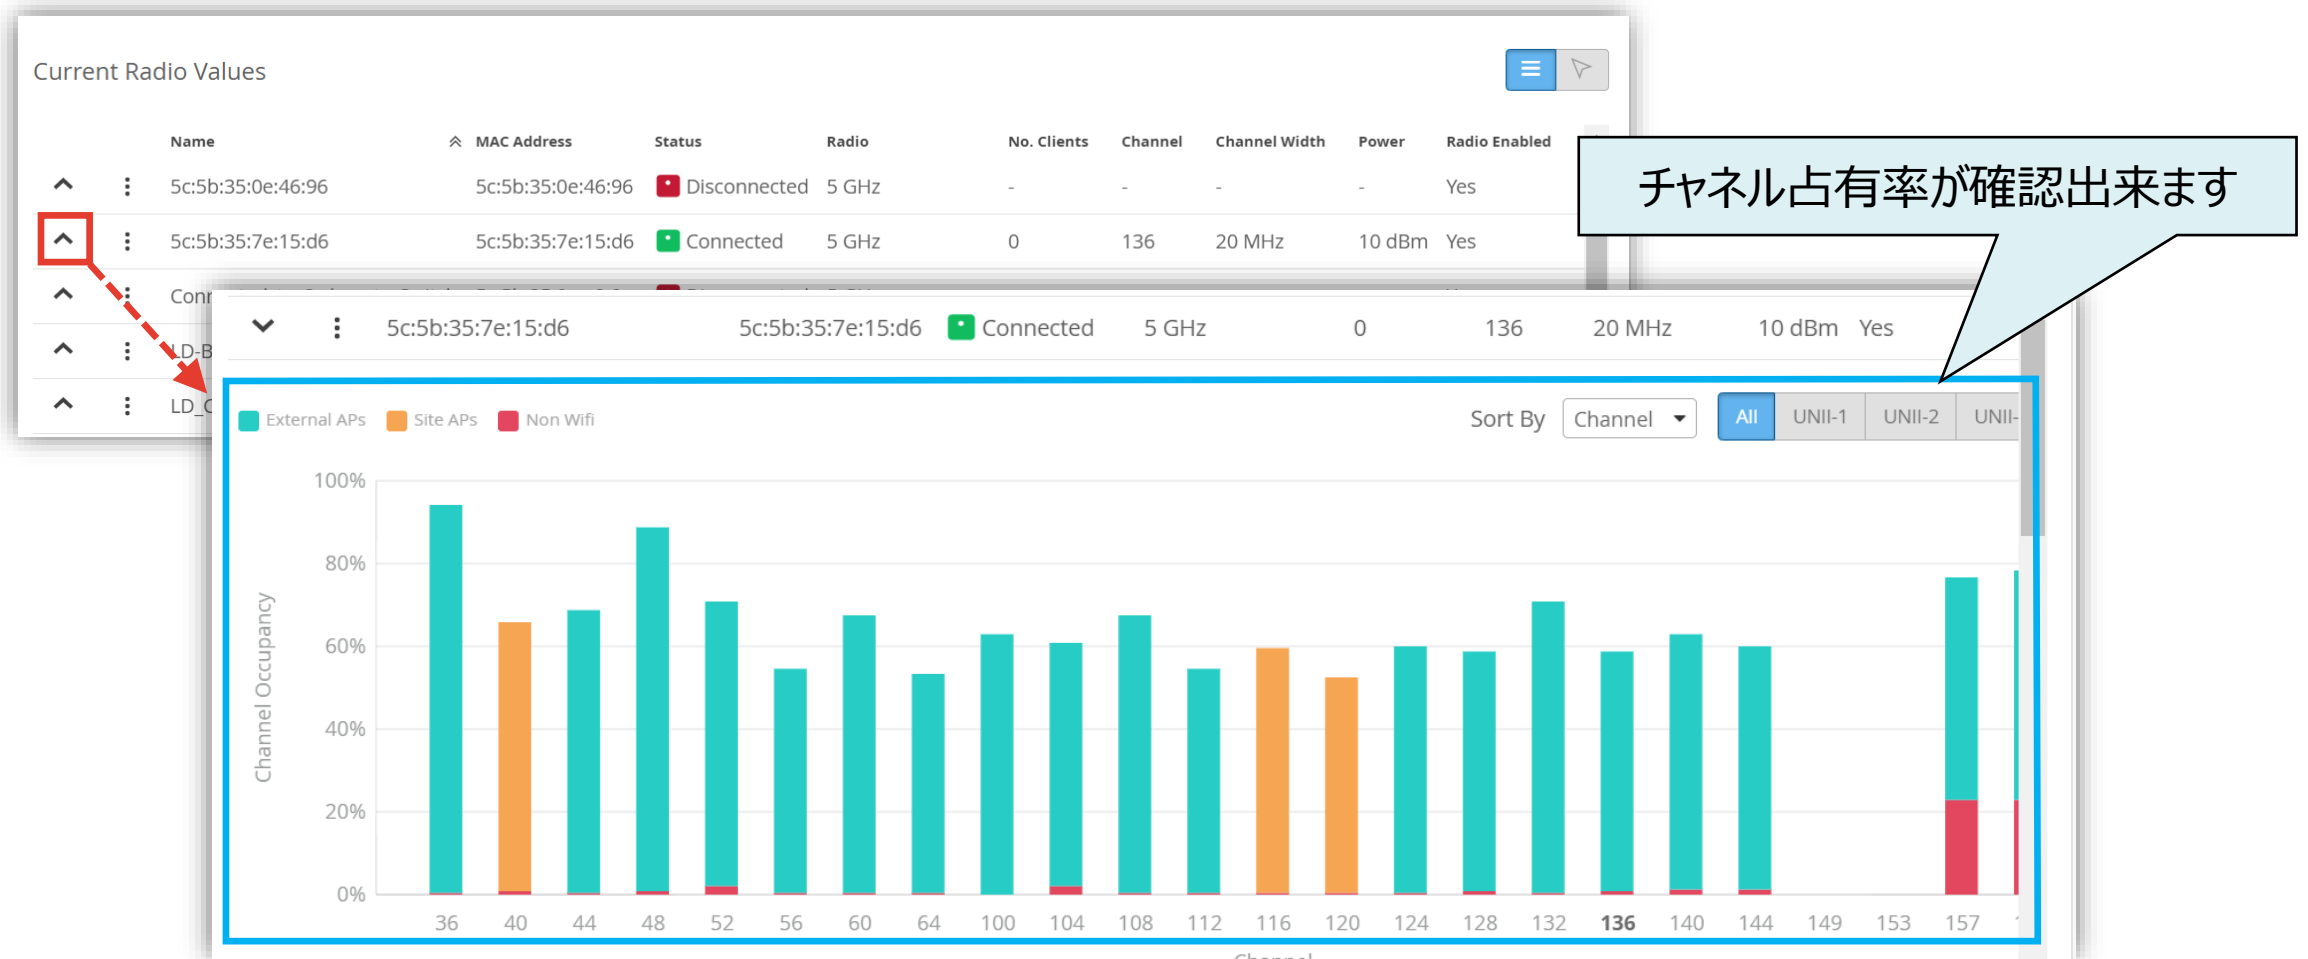 Current Radio Values
Name MAC Address Status Radio No. Clients Channel Channel Width Power Radio Enabled
5c:5b:35:0e:46:96 5c:5b:35:0e:46:96 Disconnected 5 GHz - - - - Yes
チャネル占有率が確認出来ます
5c:5b:35:7e:15:d6 5c:5b:35:7e:15:d6 Connected 5 GHz 0 136 20 MHz 10 dBm Yes
5c:5b:35:7e:15:d6 5c:5b:35:7e:15:d6 Connected 5 GHz 0 136 20 MHz 10 dBm Yes
External APs Site APs Non Wifi Sort By Channel All UNII-1 UNII-2 UNII-
100%
80%
60%
40%
20%
0%
Channel Occupancy
36 40 44 48 52 56 60 64 100 104 108 112 116 120 124 128 132 136 140 144 149 153 157
Channel